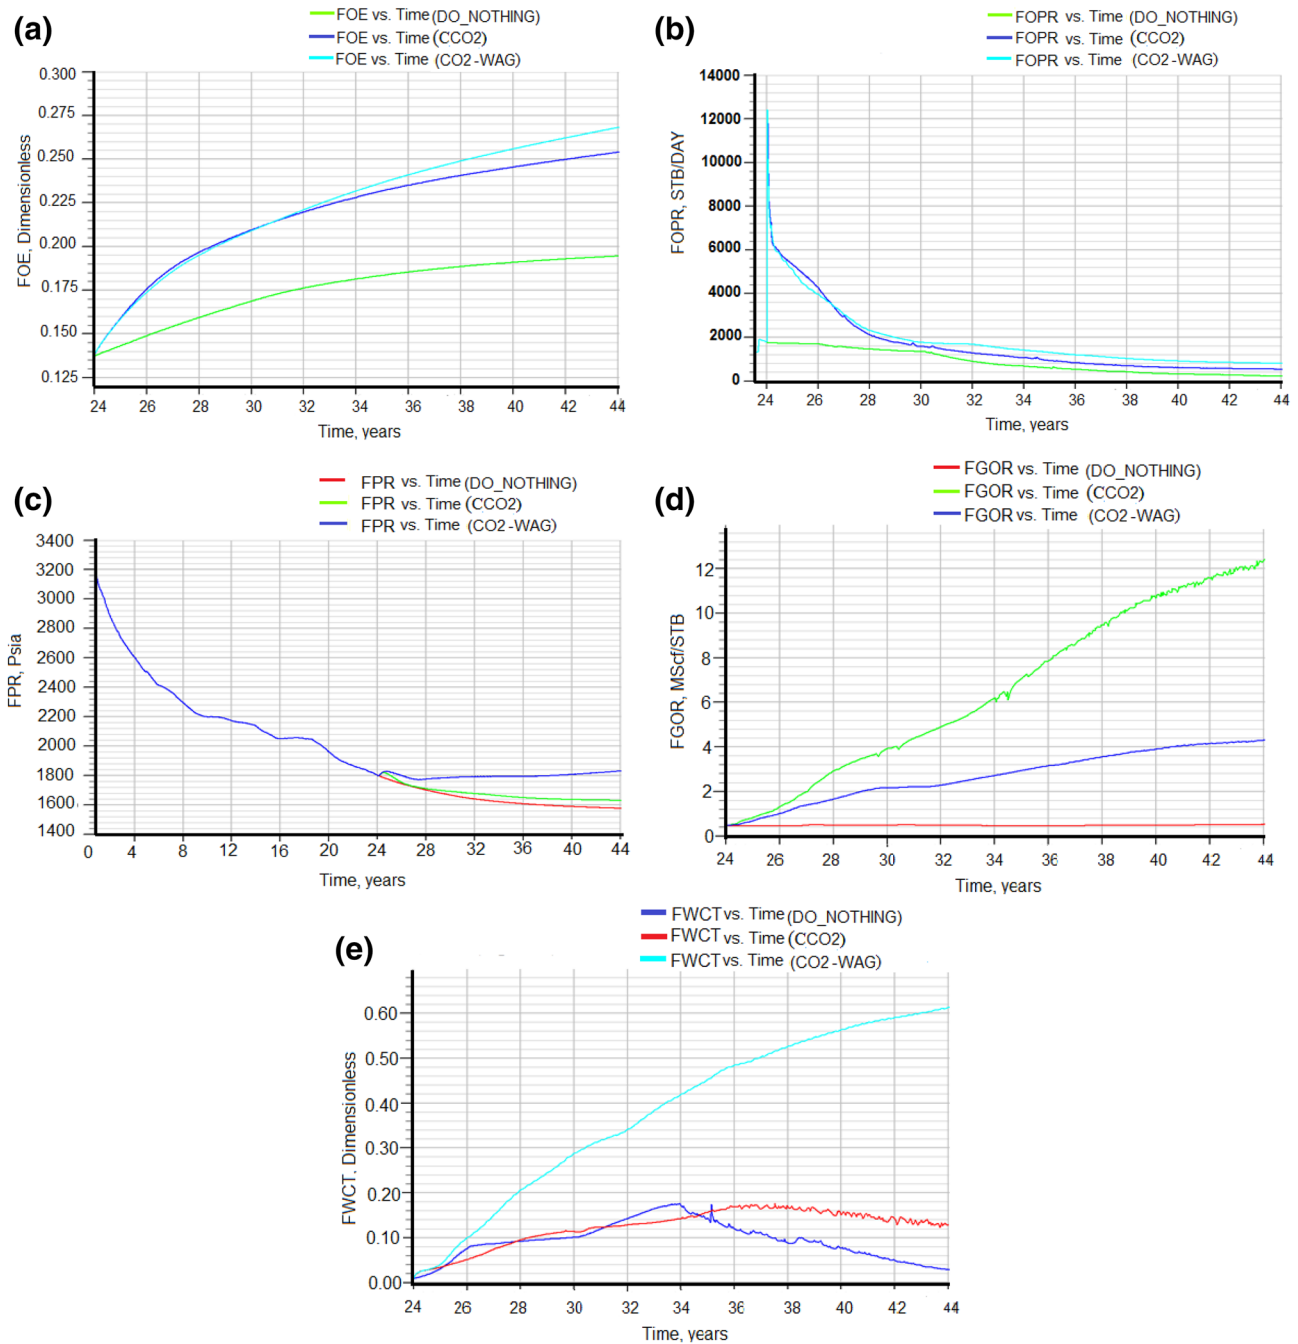 (a)
FOE vs. Time (DO_NOTHING)
FOE vs. Time (CCO2)
FOE vs. Time (CO2-WAG)
0.300
0.275
0.250
0.225
0.200
0.175
0.150
0.125
FOE, Dimensionless
24 26 28 30 32 34 36 38 40 42 44
Time, years
(b)
FOPR vs. Time (DO_NOTHING)
FOPR vs. Time (CCO2)
FOPR vs. Time (CO2-WAG)
14000
12000
10000
8000
6000
4000
2000
0
FOPR, STB/DAY
24 26 28 30 32 34 36 38 40 42 44
Time, years
(c)
FPR vs. Time (DO_NOTHING)
FPR vs. Time (CCO2)
FPR vs. Time (CO2-WAG)
3400
3200
3000
2800
2600
2400
2200
2000
1800
1600
1400
FPR, Psia
0 4 8 12 16 20 24 28 32 36 40 44
Time, years
(d)
FGOR vs. Time (DO_NOTHING)
FGOR vs. Time (CCO2)
FGOR vs. Time (CO2-WAG)
12
10
8
6
4
2
0
FGOR, MScf/STB
24 26 28 30 32 34 36 38 40 42 44
Time, years
(e)
FWCT vs. Time (DO_NOTHING)
FWCT vs. Time (CCO2)
FWCT vs. Time (CO2-WAG)
0.60
0.50
0.40
0.30
0.20
0.10
0.00
FWCT. Dimensionless
24 26 28 30 32 34 36 38 40 42 44
Time, years